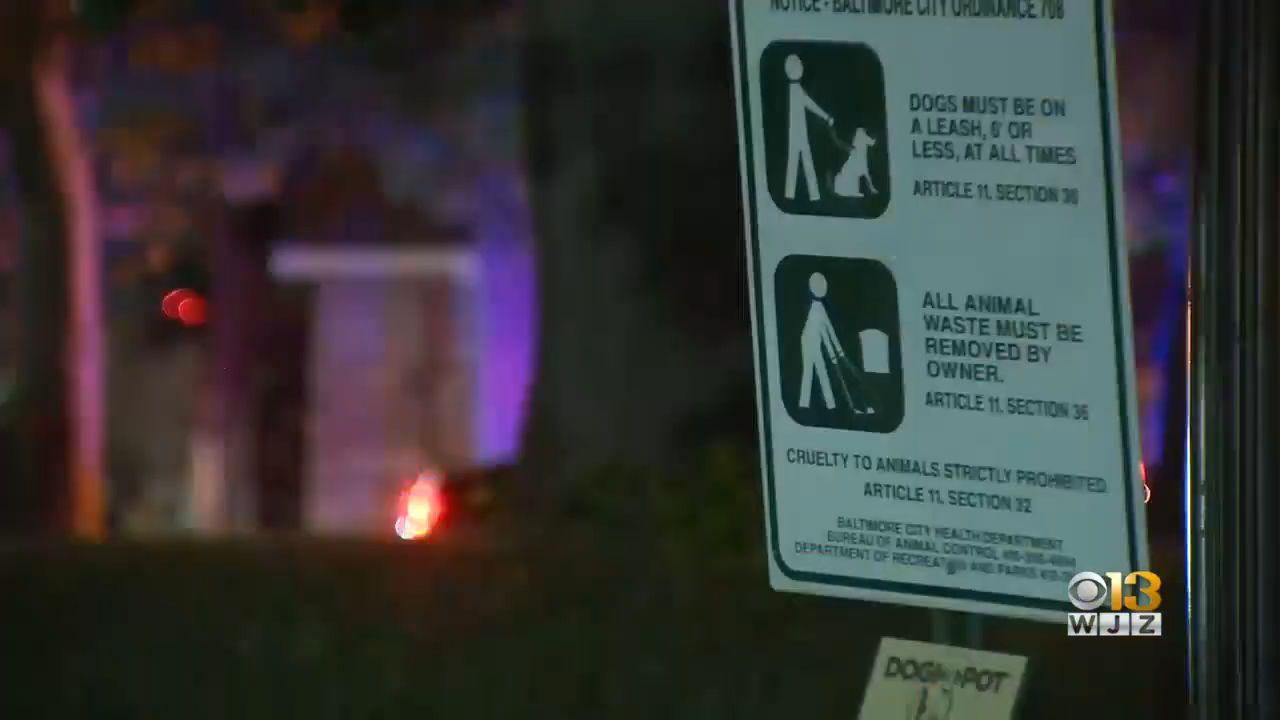 NOTICE - BALTIMORE CITY ORDINANCE 708
DOGS MUST BE ON
A LEASH, 6' OR
LESS, AT ALL TIMES
ARTICLE 11, SECTION 36
ALL ANIMAL
WASTE MUST BE
REMOVED BY
OWNER.
ARTICLE 11, SECTION 36
CRUELTY TO ANIMALS STRICTLY PROHIBITED
ARTICLE 11, SECTION 32
BALTIMORE CITY HEALTH DEPARTMENT
BUREAU OF ANIMAL CONTROL
DEPARTMENT OF RECREATION AND PARKS
13
WJZ
DOGIPOT